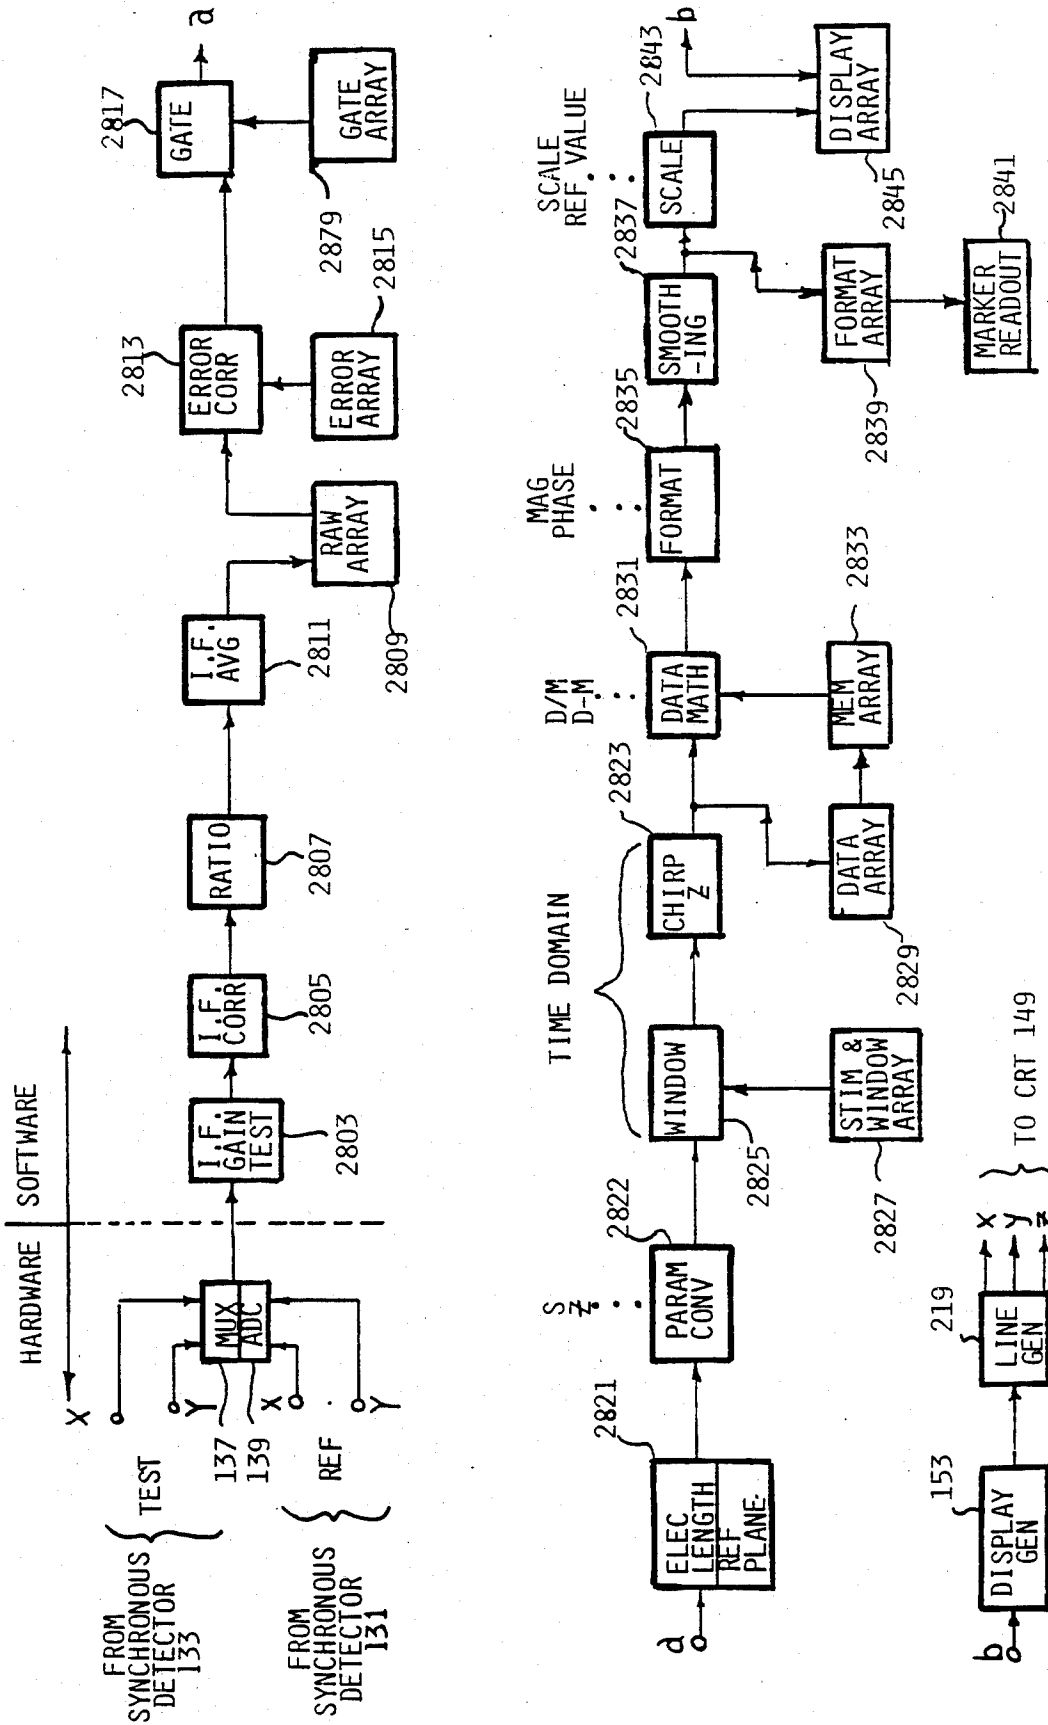 HARDWARE
SOFTWARE
FROM
SYNCHRONOUS
DETECTOR
133
TEST
X
Y
FROM
SYNCHRONOUS
DETECTOR
131
REF
X
Y
137
139
MUX
ADC
I.F.
GAIN
TEST
2803
I.F.
CORR
2805
RATIO
2807
I.F.
AVG
2811
RAW
ARRAY
2809
ERROR
CORR
2813
ERROR
ARRAY
2815
GATE
2817
GATE
ARRAY
2879
a
a
ELEC
LENGTH
REF
PLANE
2821
S
Z
PARAM
CONV
2822
TIME DOMAIN
WINDOW
2825
STIM &
WINDOW
ARRAY
2827
CHIRP
Z
2823
DATA
ARRAY
2829
D/M
D-M
DATA
MATH
2831
MEM
ARRAY
2833
MAG
PHASE
FORMAT
2835
SMOOTH
-ING
2837
FORMAT
ARRAY
2839
MARKER
READOUT
2841
SCALE
REF VALUE
SCALE
2843
DISPLAY
ARRAY
2845
b
b
DISPLAY
GEN
153
LINE
GEN
219
X
Y
Z
TO CRT 149